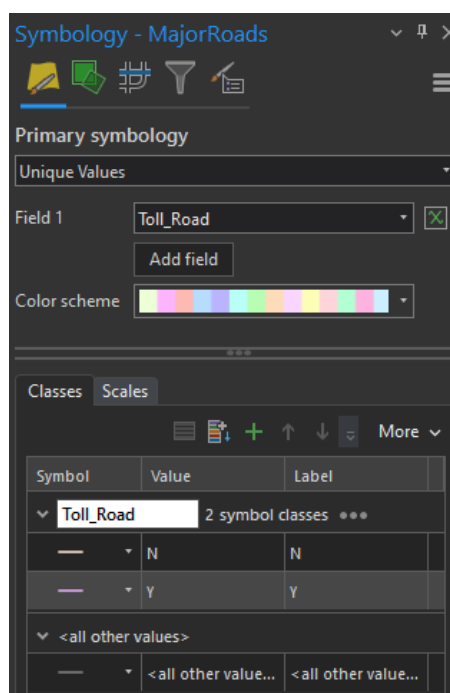 Symbology - MajorRoads
Primary symbology
Unique Values
Field 1 Toll_Road
Add field
Color scheme
Classes Scales
More
Symbol Value Label
Toll_Road 2 symbol classes
N N
Y Y
<all other values>
<all other value... <all other value...